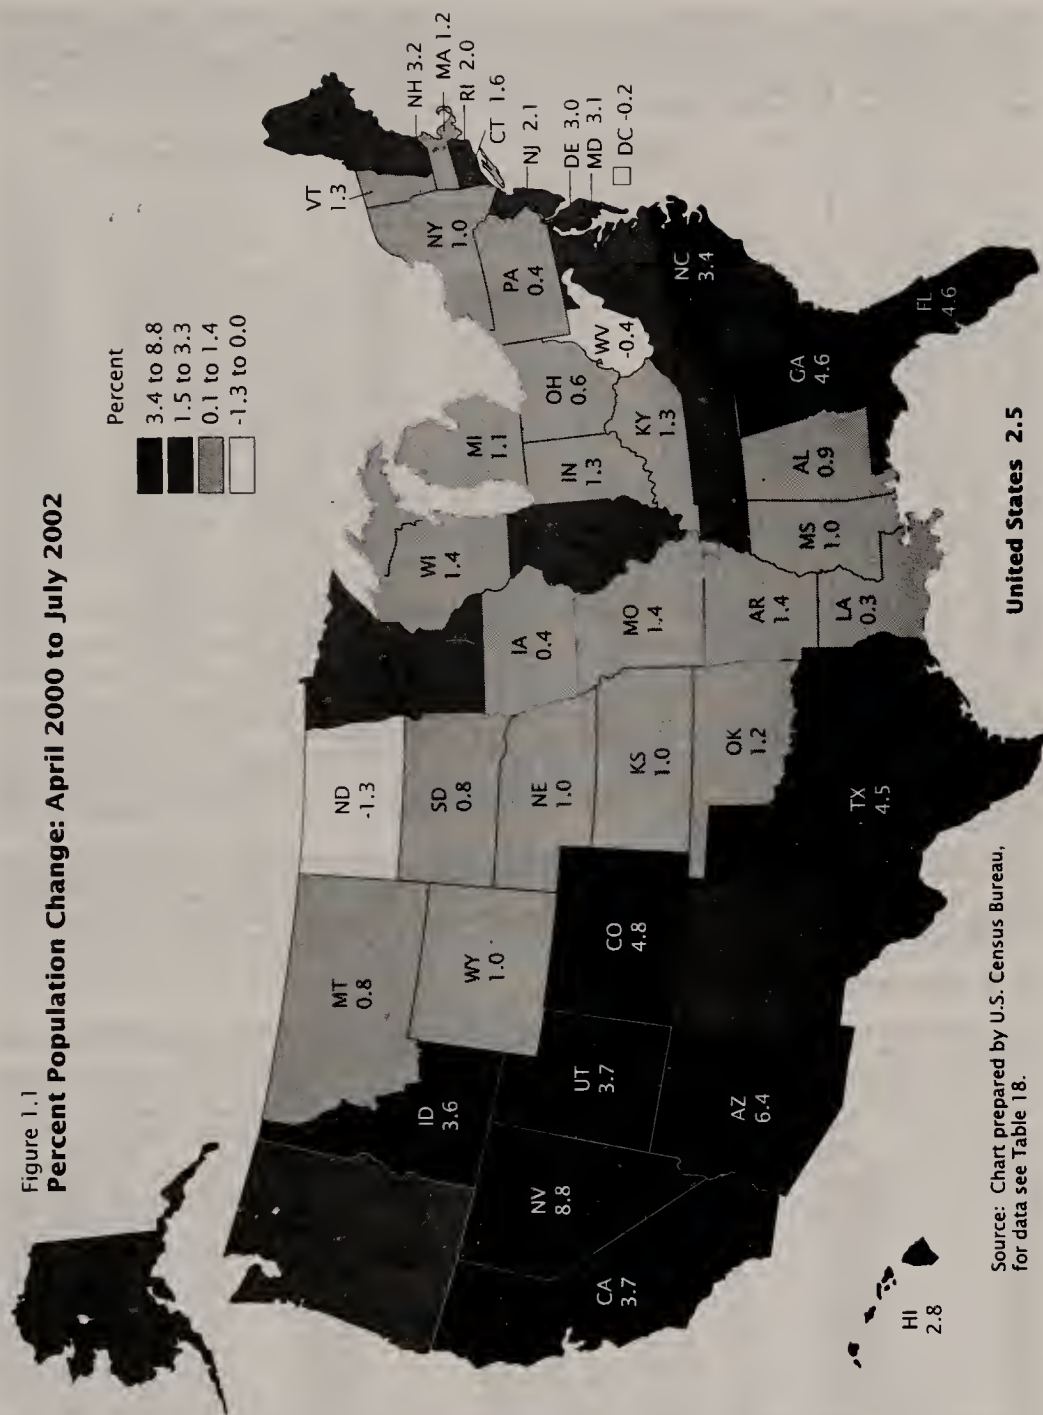 Figure 1.1
Percent Population Change: April 2000 to July 2002
Percent
3.4 to 8.8
1.5 to 3.3
0.1 to 1.4
-1.3 to 0.0
VT
1.3
NH 3.2
MA 1.2
RI 2.0
CT 1.6
NJ 2.1
DE 3.0
MD 3.1
DC -0.2
NY
1.0
PA
0.4
MI
1.1
OH
0.6
WV
-0.4
IN
1.3
KY
1.3
WI
1.4
NC
3.4
GA
4.6
FL
4.6
AL
0.9
MS
1.0
IA
0.4
MO
1.4
AR
1.4
LA
0.3
ND
-1.3
SD
0.8
NE
1.0
KS
1.0
OK
1.2
TX
4.5
MT
0.8
WY
1.0
CO
4.8
ID
3.6
UT
3.7
AZ
6.4
NV
8.8
CA
3.7
HI
2.8
United States 2.5
Source: Chart prepared by U.S. Census Bureau,
for data see Table 18.